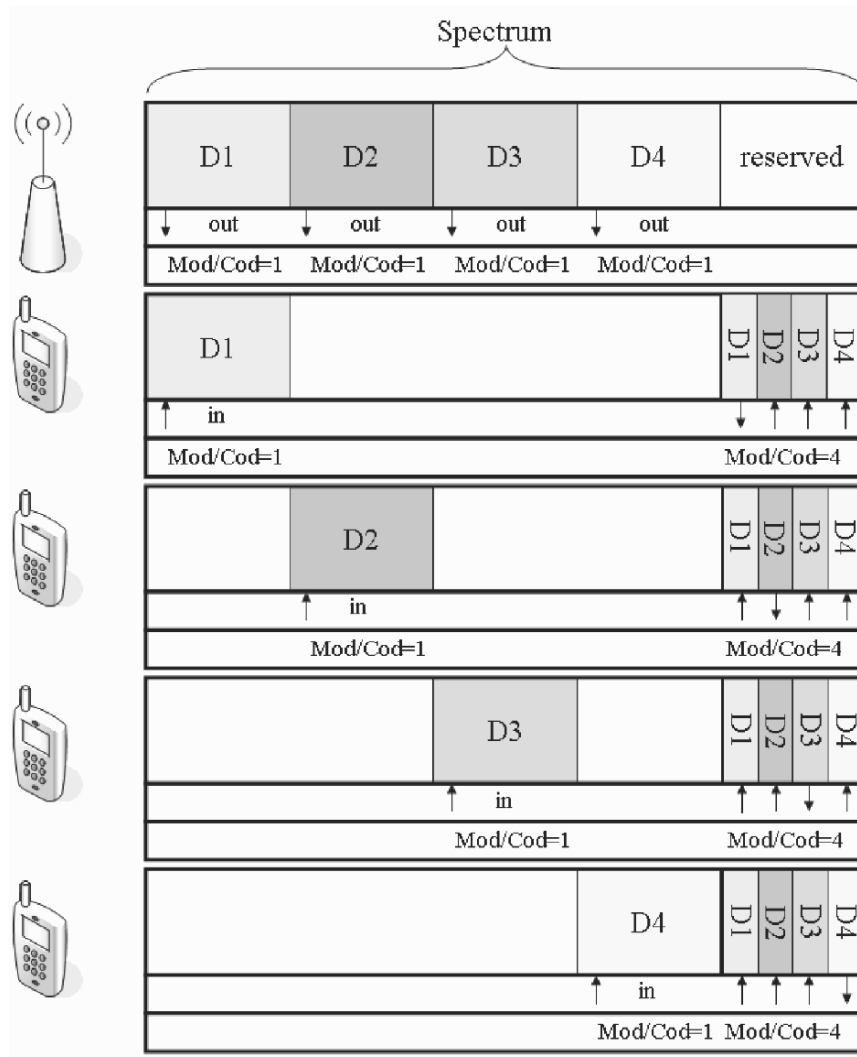 Spectrum
D1 D2 D3 D4 reserved
out out out out
Mod/Cod=1 Mod/Cod=1 Mod/Cod=1 Mod/Cod=1
D1 D1 D2 D3 D4
in
Mod/Cod=1 Mod/Cod=4
D2 D1 D2 D3 D4
in
Mod/Cod=1 Mod/Cod=4
D3 D1 D2 D3 D4
in
Mod/Cod=1 Mod/Cod=4
D4 D1 D2 D3 D4
in
Mod/Cod=1 Mod/Cod=4